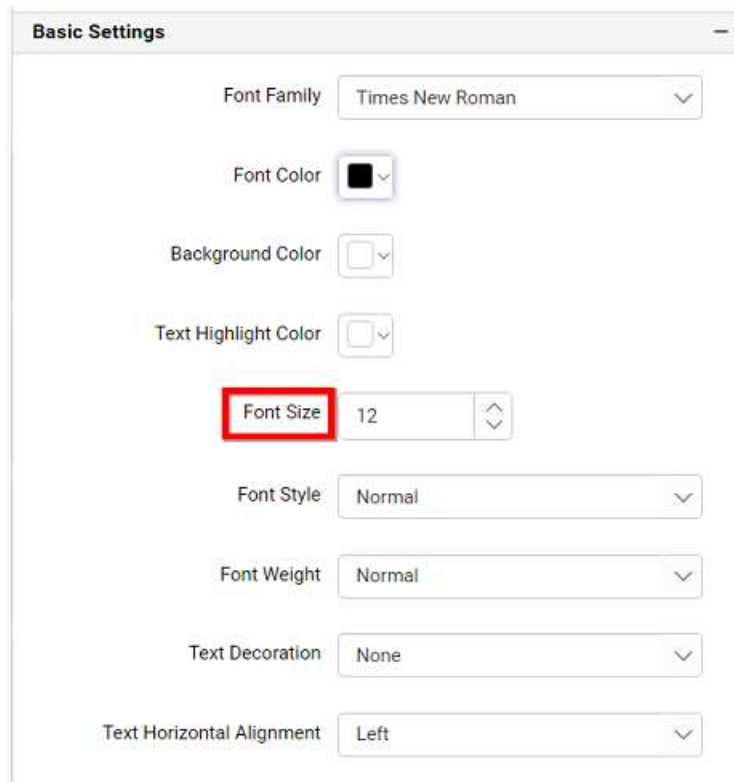 Basic Settings
Font Family Times New Roman
Font Color
Background Color
Text Highlight Color
Font Size 12
Font Style Normal
Font Weight Normal
Text Decoration None
Text Horizontal Alignment Left